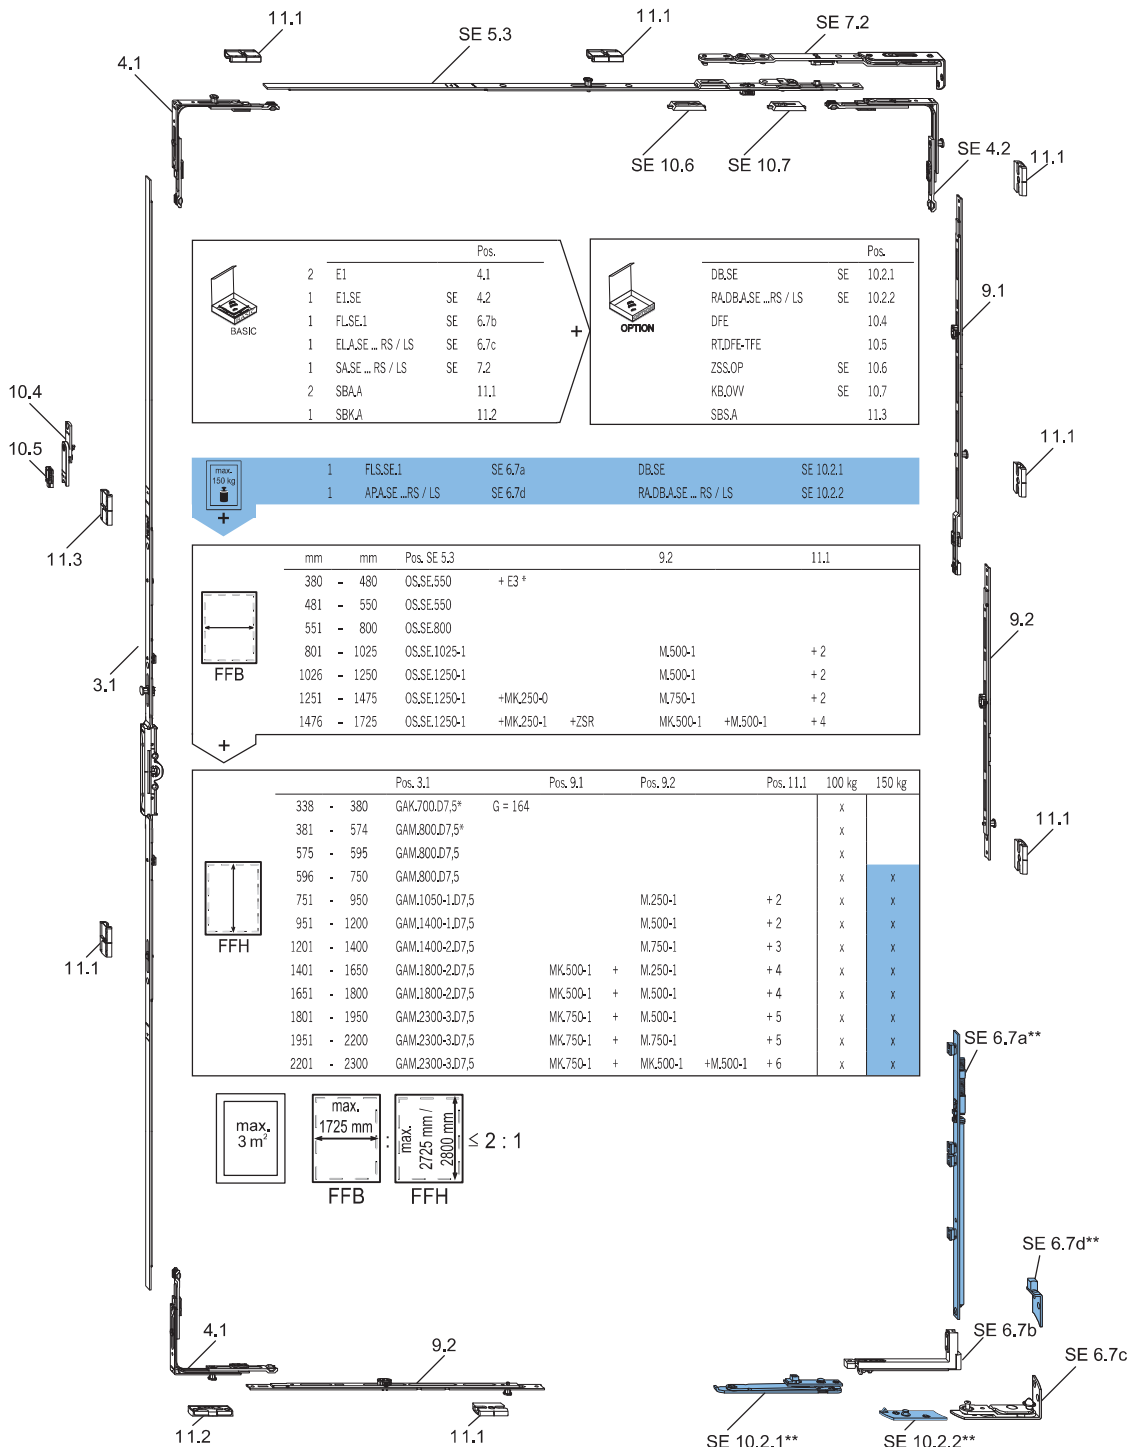 11.1
11.1
SE 7.2
SE 5.3
4.1
SE 10.6
SE 10.7
SE 4.2
11.1
9.1
10.4
10.5
11.3
11.1
9.2
3.1
11.1
11.1
Pos.
2 E1 4.1
1 E1.SE SE 4.2
1 FL.SE.1 SE 6.7b
1 EL.A.SE ... RS / LS SE 6.7c
1 SA.SE ... RS / LS SE 7.2
2 SBA.A 11.1
1 SBK.A 11.2
BASIC
+
Pos.
DB.SE SE 10.2.1
RA.DB.A.SE ...RS / LS SE 10.2.2
DFE 10.4
RT.DFE-TFE 10.5
ZSS.OP SE 10.6
KB.OVV SE 10.7
SBS.A 11.3
OPTION
max.
150 kg
+
1 FLS.SE.1 SE 6.7a DB.SE SE 10.2.1
1 AP.A.SE ...RS / LS SE 6.7d RA.DB.A.SE ... RS / LS SE 10.2.2
mm mm Pos. SE 5.3 9.2 11.1
380 – 480 OS.SE.550 + E3 *
481 – 550 OS.SE.550
551 – 800 OS.SE.800
801 – 1025 OS.SE.1025-1 M.500-1 + 2
1026 – 1250 OS.SE.1250-1 M.500-1 + 2
1251 – 1475 OS.SE.1250-1 +MK.250-0 M.750-1 + 2
1476 – 1725 OS.SE.1250-1 +MK.250-1 +ZSR MK.500-1 +M.500-1 + 4
FFB
+
Pos. 3.1 Pos. 9.1 Pos. 9.2 Pos. 11.1 100 kg 150 kg
338 - 380 GAK.700.D7,5* G = 164 x
381 - 574 GAM.800.D7,5* x
575 - 595 GAM.800.D7,5 x
596 - 750 GAM.800.D7,5 x x
751 - 950 GAM.1050-1.D7,5 M.250-1 + 2 x x
951 - 1200 GAM.1400-1.D7,5 M.500-1 + 2 x x
1201 - 1400 GAM.1400-2.D7,5 M.750-1 + 3 x x
1401 - 1650 GAM.1800-2.D7,5 MK.500-1 + M.250-1 + 4 x x
1651 - 1800 GAM.1800-2.D7,5 MK.500-1 + M.500-1 + 4 x x
1801 - 1950 GAM.2300-3.D7,5 MK.750-1 + M.500-1 + 5 x x
1951 - 2200 GAM.2300-3.D7,5 MK.750-1 + M.750-1 + 5 x x
2201 - 2300 GAM.2300-3.D7,5 MK.750-1 + MK.500-1 +M.500-1 + 6 x x
FFH
max.
3 m²
max.
1725 mm
FFB
:
max.
2725 mm /
2800 mm
FFH
≤ 2 : 1
SE 6.7a**
SE 6.7d**
SE 6.7b
SE 6.7c
4.1
9.2
11.2
11.1
SE 10.2.1**
SE 10.2.2**